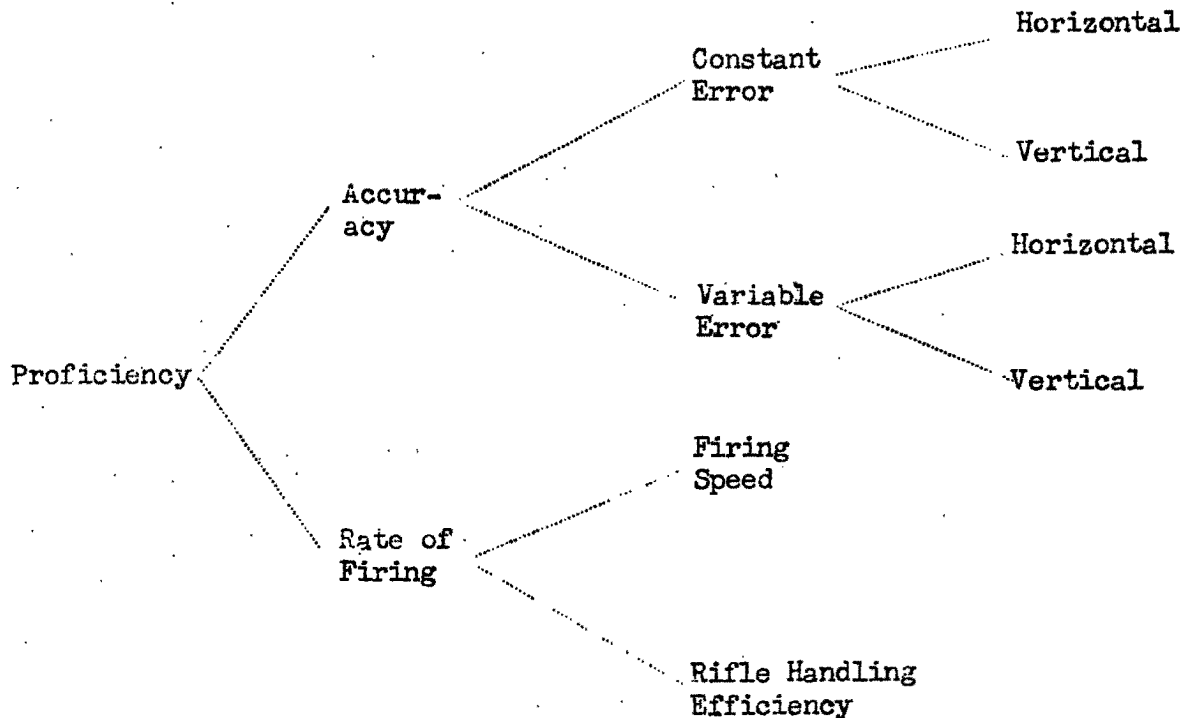 Horizontal
Constant
Error
Vertical
Accur-
acy
Horizontal
Variable
Error
Proficiency
Vertical
Firing
Speed
Rate of
Firing
Rifle Handling
Efficiency